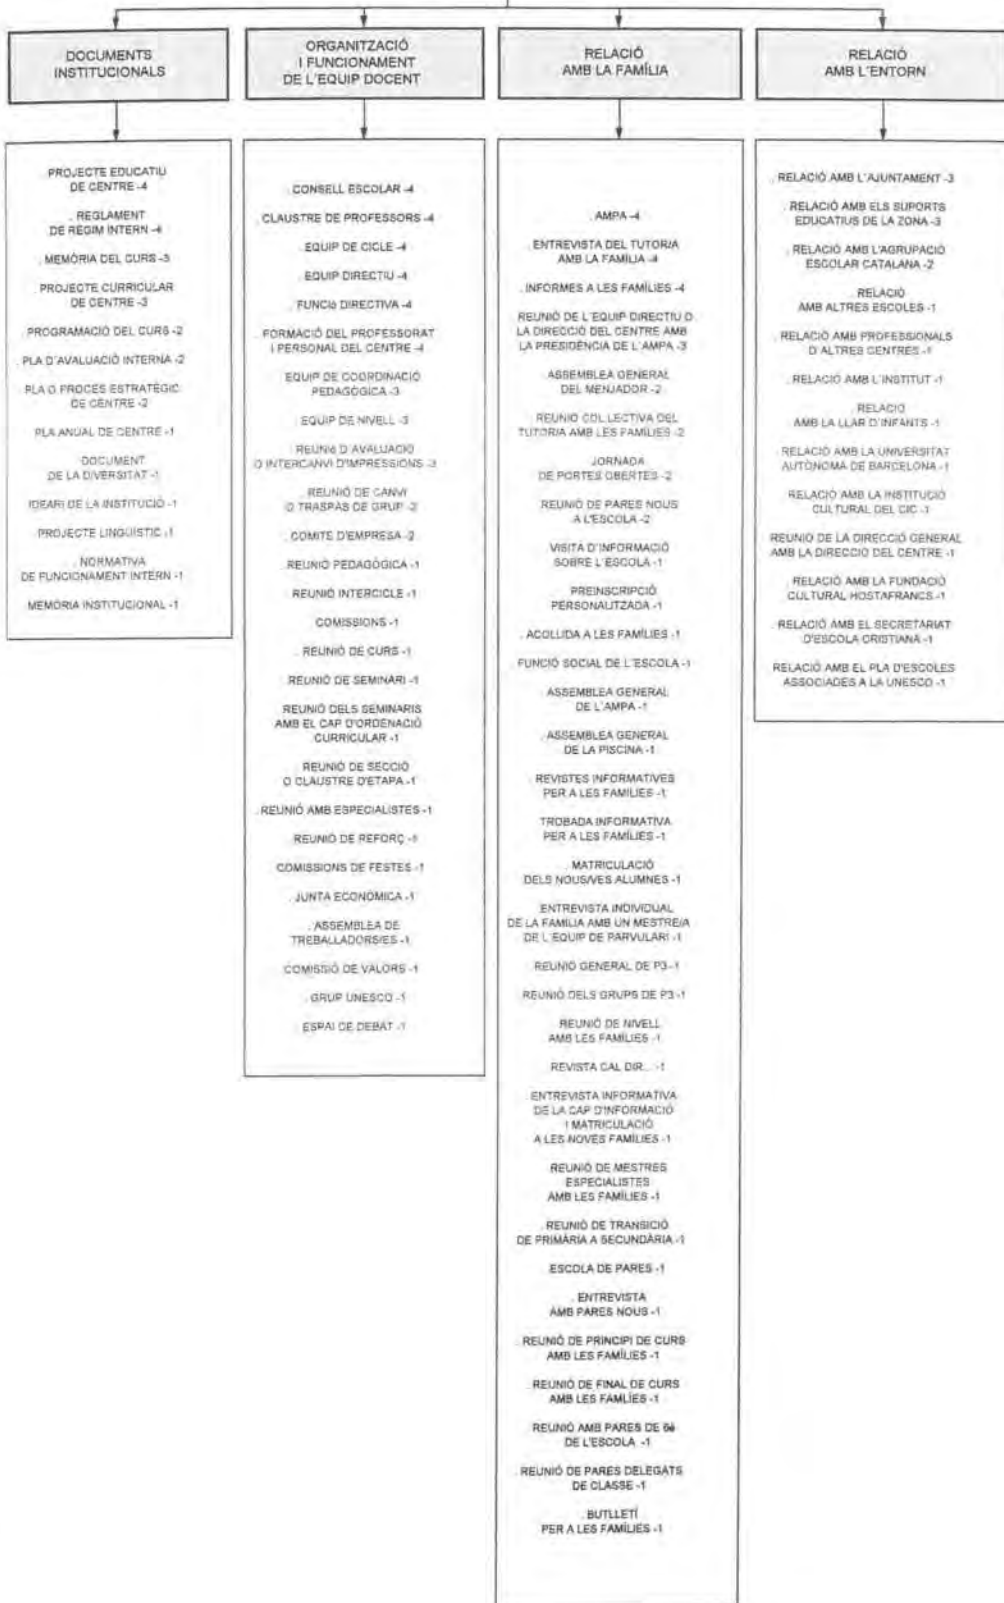 DOCUMENTS
INSTITUCIONALS
ORGANITZACIÓ
I FUNCIONAMENT
DE L'EQUIP DOCENT
RELACIÓ
AMB LA FAMÍLIA
RELACIÓ
AMB L'ENTORN
PROJECTE EDUCATIU
DE CENTRE -4
. REGLAMENT
DE RÈGIM INTERN -4
. MEMÒRIA DEL CURS -3
. PROJECTE CURRICULAR
DE CENTRE -3
. PROGRAMACIÓ DEL CURS -2
. PLA D'AVALUACIÓ INTERNA -2
. PLA O PROCÉS ESTRATÈGIC
DE CENTRE -2
. PLA ANUAL DE CENTRE -1
. DOCUMENT
DE LA DIVERSITAT -1
. IDEARI DE LA INSTITUCIÓ -1
. PROJECTE LINGÜÍSTIC -1
. NORMATIVA
DE FUNCIONAMENT INTERN -1
MEMÒRIA INSTITUCIONAL -1
. CONSELL ESCOLAR -4
. CLAUSTRE DE PROFESSORS -4
. EQUIP DE CICLE -4
. EQUIP DIRECTIU -4
. FUNCIÓ DIRECTIVA -4
. FORMACIÓ DEL PROFESSORAT
I PERSONAL DEL CENTRE -4
. EQUIP DE COORDINACIÓ
PEDAGÒGICA -3
. EQUIP DE NIVELL -3
. REUNIÓ D'AVALUACIÓ
O INTERCANVI D'IMPRESSIONS -3
. REUNIÓ DE CANVI
O TRASPÀS DE GRUP -2
. COMITÈ D'EMPRESA -2
. REUNIÓ PEDAGÒGICA -1
REUNIÓ INTERCICLE -1
COMISSIONS -1
. REUNIÓ DE CURS -1
REUNIÓ DE SEMINARI -1
REUNIÓ DELS SEMINARIS
AMB EL CAP D'ORDENACIÓ
CURRICULAR -1
. REUNIÓ DE SECCIÓ
O CLAUSTRE D'ETAPA -1
. REUNIÓ AMB ESPECIALISTES -1
REUNIÓ DE REFORÇ -1
COMISSIONS DE FESTES -1
. JUNTA ECONÒMICA -1
. ASSEMBLEA DE
TREBALLADORS/ES -1
COMISSIÓ DE VALORS -1
. GRUP UNESCO -1
. ESPAI DE DEBAT -1
. AMPA -4
. ENTREVISTA DEL TUTOR/A
AMB LA FAMÍLIA -4
. INFORMES A LES FAMÍLIES -4
REUNIÓ DE L'EQUIP DIRECTIU O
LA DIRECCIÓ DEL CENTRE AMB
LA PRESIDÈNCIA DE L'AMPA -3
. ASSEMBLEA GENERAL
DEL MENJADOR -2
. REUNIÓ COL·LECTIVA DEL
TUTOR/A AMB LES FAMÍLIES -2
. JORNADA
DE PORTES OBERTES -2
. REUNIÓ DE PARES NOUS
A L'ESCOLA -2
. VISITA D'INFORMACIÓ
SOBRE L'ESCOLA -1
. PREINSCRIPCIÓ
PERSONALITZADA -1
. ACOLLIDA A LES FAMÍLIES -1
FUNCIÓ SOCIAL DE L'ESCOLA -1
. ASSEMBLEA GENERAL
DE L'AMPA -1
. ASSEMBLEA GENERAL
DE LA PISCINA -1
. REVISTES INFORMATIVES
PER A LES FAMÍLIES -1
. TROBADA INFORMATIVA
PER A LES FAMÍLIES -1
. MATRICULACIÓ
DELS NOUS/VES ALUMNES -1
. ENTREVISTA INDIVIDUAL
DE LA FAMÍLIA AMB UN MESTRE/A
DE L'EQUIP DE PARVULARI -1
. REUNIÓ GENERAL DE P3 -1
REUNIÓ DELS GRUPS DE P3 -1
REUNIÓ DE NIVELL
AMB LES FAMÍLIES -1
REVISTA CAL DIR... -1
. ENTREVISTA INFORMATIVA
DE LA CAP D'INFORMACIÓ
I MATRICULACIÓ
A LES NOVES FAMÍLIES -1
REUNIÓ DE MESTRES
ESPECIALISTES
AMB LES FAMÍLIES -1
. REUNIÓ DE TRANSICIÓ
DE PRIMÀRIA A SECUNDÀRIA -1
ESCOLA DE PARES -1
. ENTREVISTA
AMB PARES NOUS -1
. REUNIÓ DE PRINCIPI DE CURS
AMB LES FAMÍLIES -1
. REUNIÓ DE FINAL DE CURS
AMB LES FAMLÍES -1
. REUNIÓ AMB PARES DE 6è
DE L'ESCOLA -1
. REUNIÓ DE PARES DELEGATS
DE CLASSE -1
. BUTLLETÍ
PER A LES FAMÍLIES -1
. RELACIÓ AMB L'AJUNTAMENT -3
. RELACIÓ AMB ELS SUPORTS
EDUCATIUS DE LA ZONA -3
. RELACIÓ AMB L'AGRUPACIÓ
ESCOLAR CATALANA -2
. RELACIÓ
AMB ALTRES ESCOLES -1
. RELACIÓ AMB PROFESSIONALS
D'ALTRES CENTRES -1
. RELACIÓ AMB L'INSTITUT -1
. RELACIÓ
AMB LA LLAR D'INFANTS -1
RELACIÓ AMB LA UNIVERSITAT
AUTÒNOMA DE BARCELONA -1
. RELACIÓ AMB LA INSTITUCIÓ
CULTURAL DEL CIC -1
REUNIÓ DE LA DIRECCIÓ GENERAL
AMB LA DIRECCIÓ DEL CENTRE -1
. RELACIÓ AMB LA FUNDACIÓ
CULTURAL HOSTAFRANCS -1
. RELACIÓ AMB EL SECRETARIAT
D'ESCOLA CRISTIANA -1
. RELACIÓ AMB EL PLA D'ESCOLES
ASSOCIADES A LA UNESCO -1